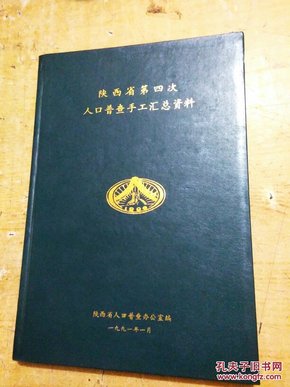 陕西省第四次
人口普查手工汇总资料
1990
陕西省人口普查办公室编
一九九一年一月
孔夫子旧书网